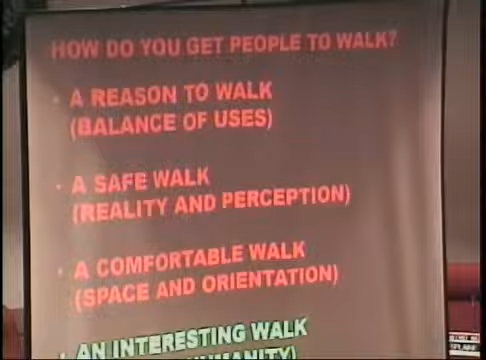 HOW DO YOU GET PEOPLE TO WALK?
• A REASON TO WALK
(BALANCE OF USES)
• A SAFE WALK
(REALITY AND PERCEPTION)
• A COMFORTABLE WALK
(SPACE AND ORIENTATION)
• AN INTERESTING WALK
HUMANITY)